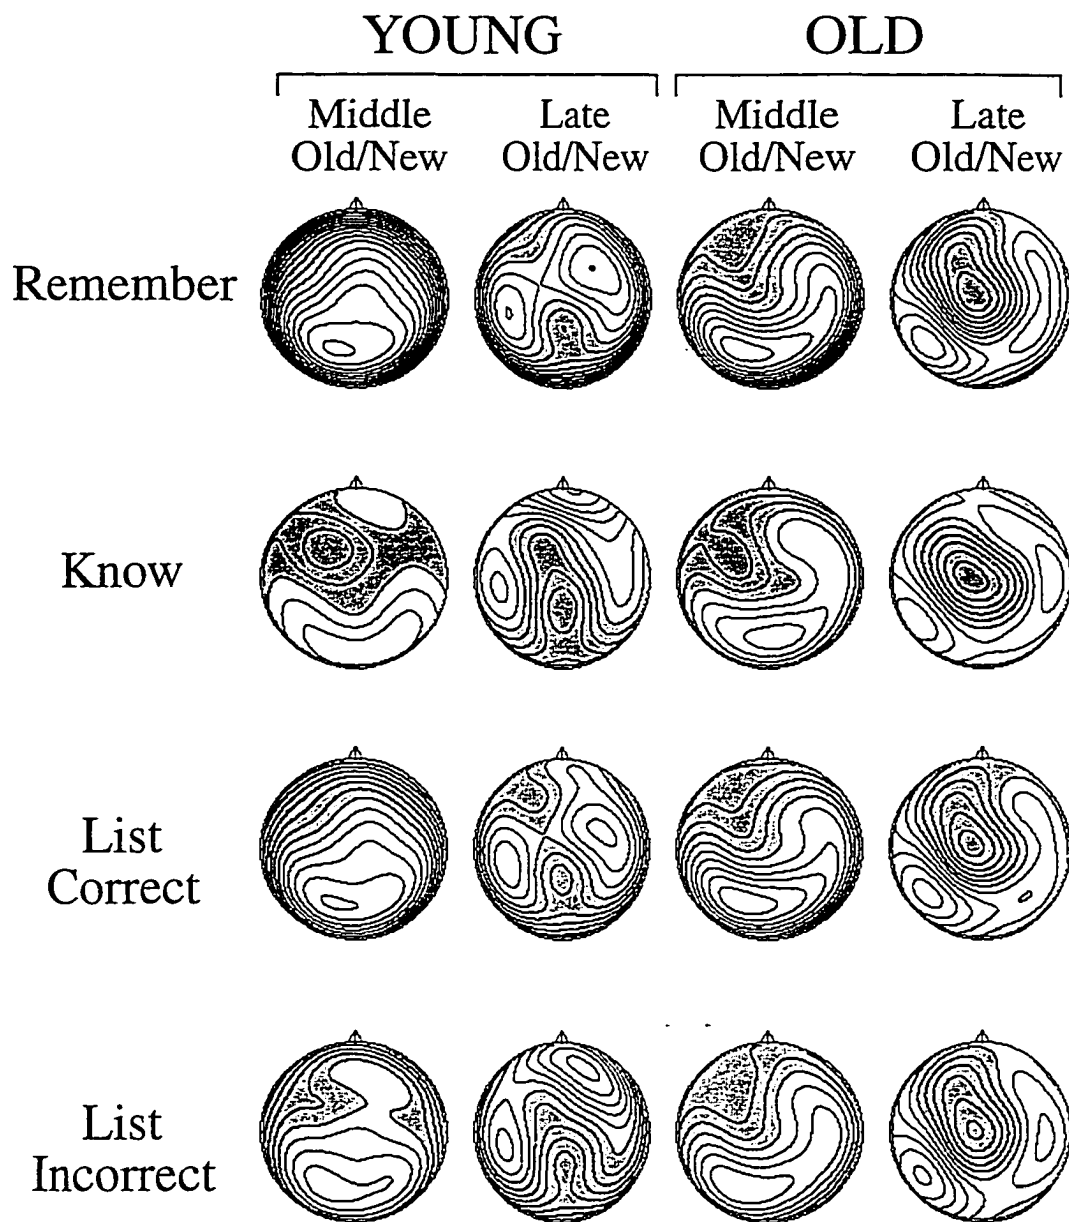 YOUNG OLD
Middle Late Middle Late
Old/New Old/New Old/New Old/New
Remember
Know
List
Correct
List
Incorrect